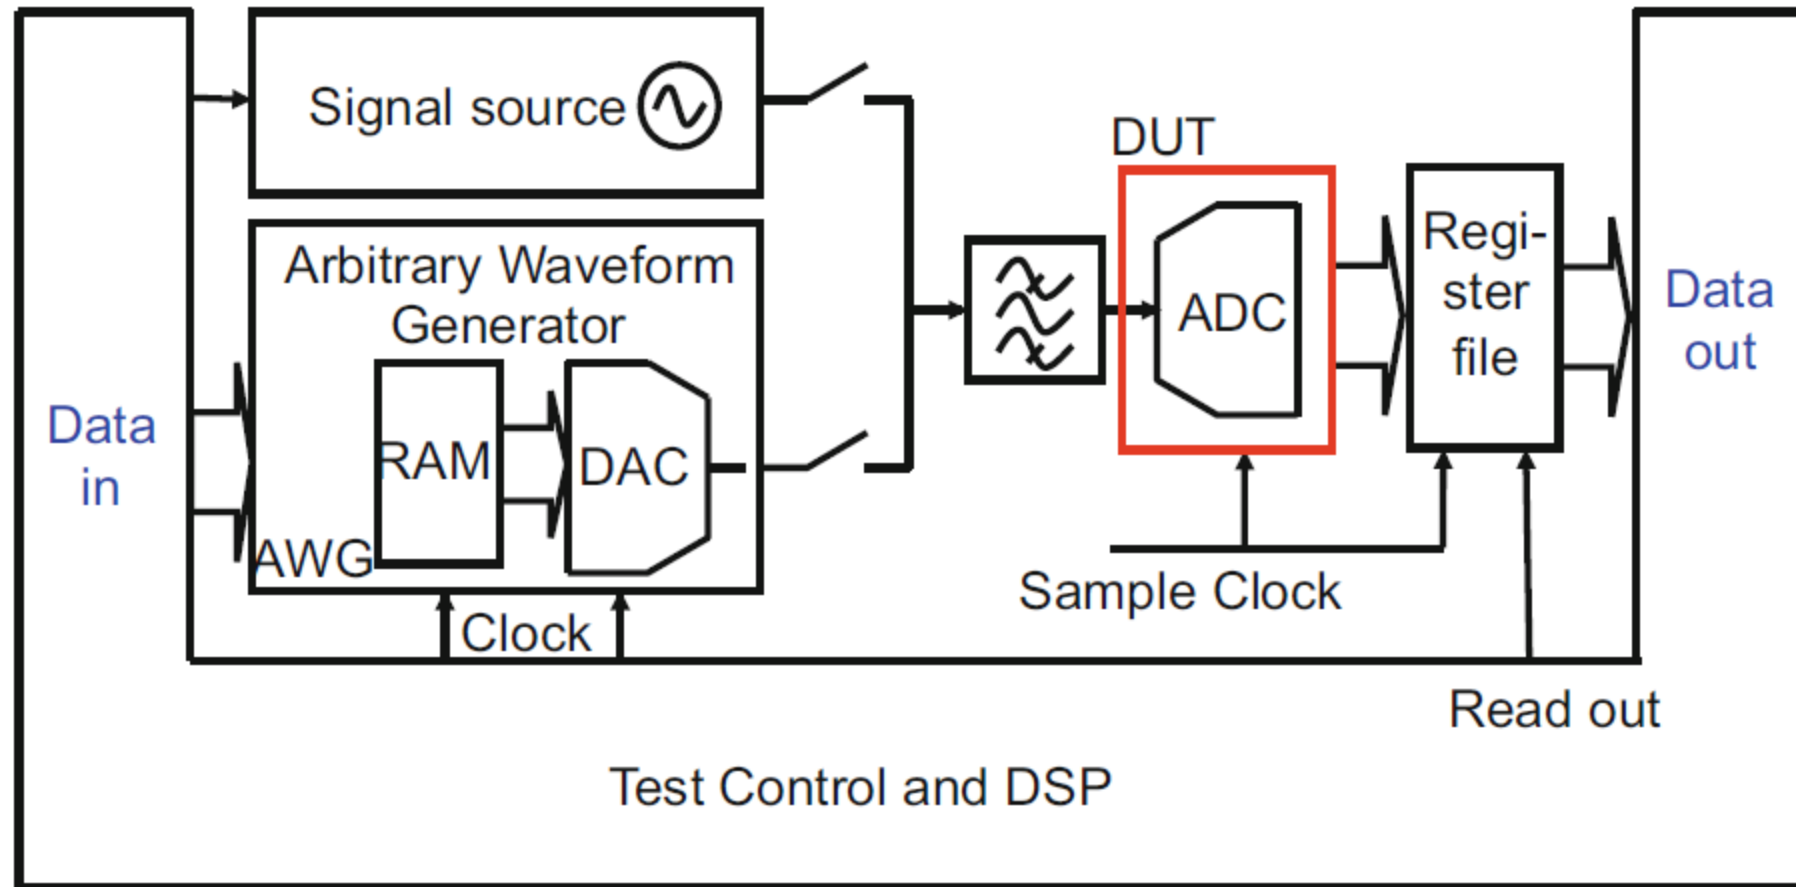 Signal source
DUT
Arbitrary Waveform
Generator
Regi-
ster
file
ADC
Data
out
Data
in
RAM
DAC
AWG
Clock
Sample Clock
Read out
Test Control and DSP